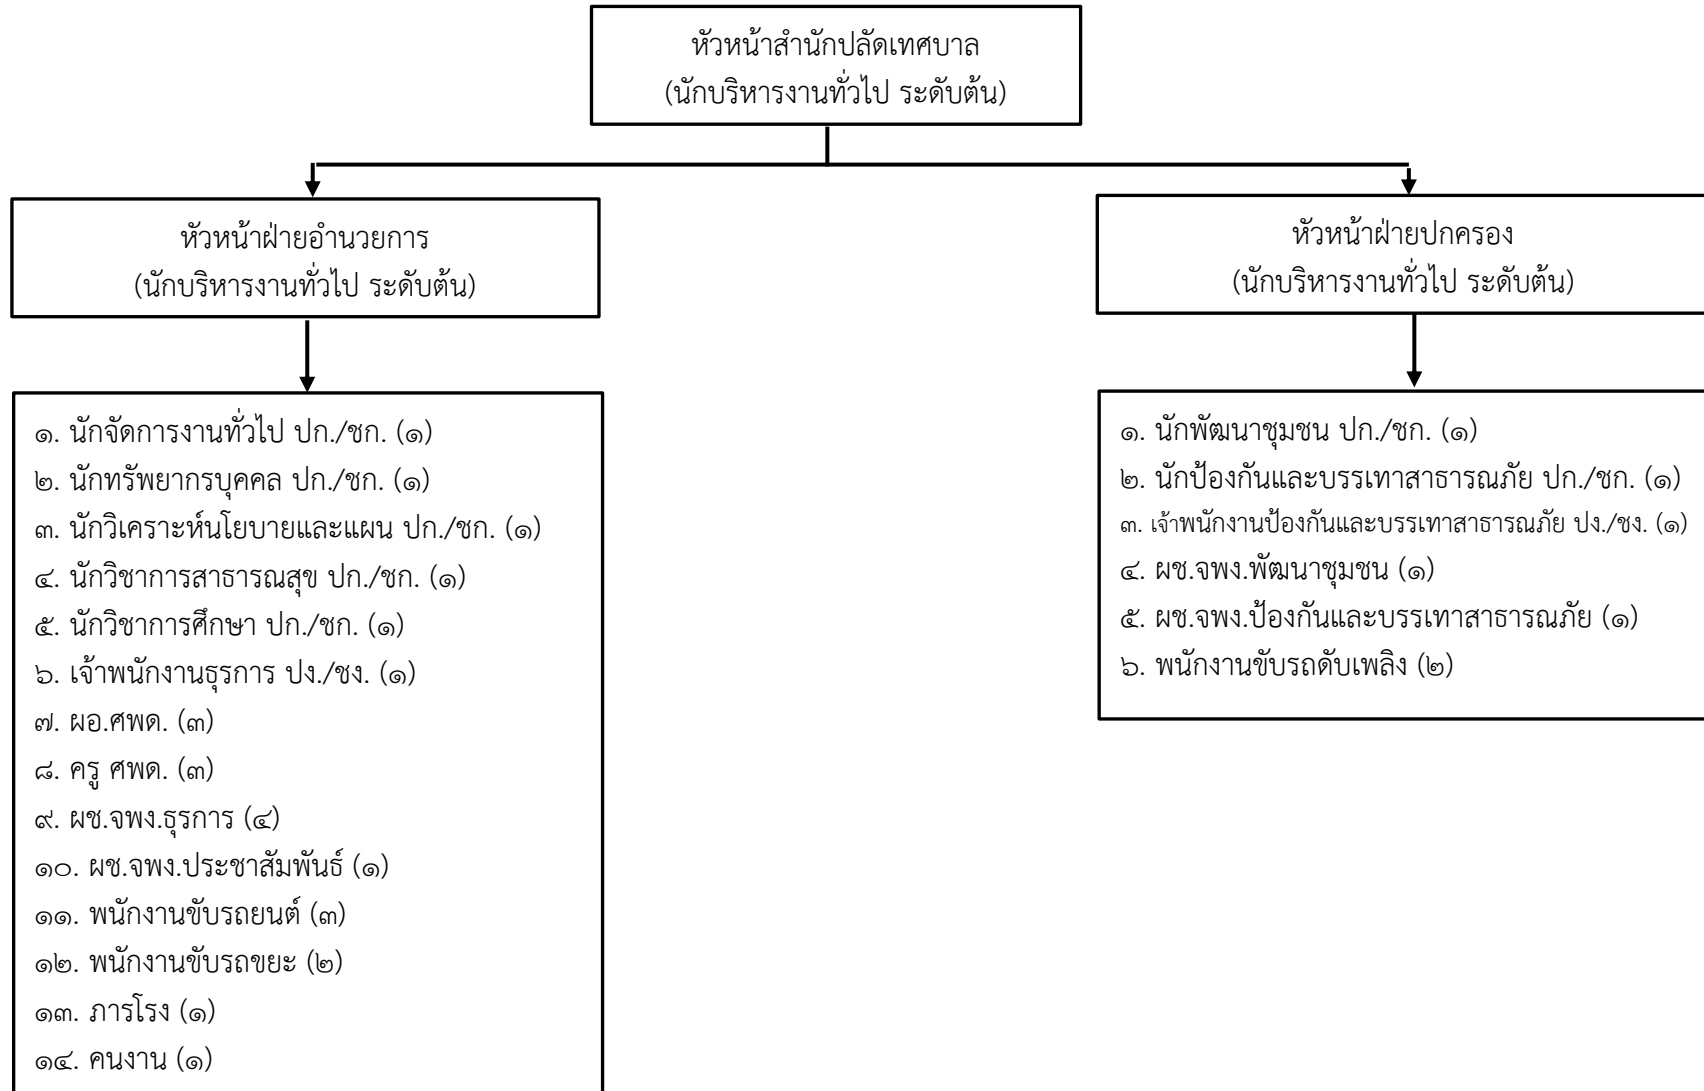 หัวหน้าสำนักปลัดเทศบาล
(นักบริหารงานทั่วไป ระดับต้น)
หัวหน้าฝ่ายอำนวยการ
(นักบริหารงานทั่วไป ระดับต้น)
หัวหน้าฝ่ายปกครอง
(นักบริหารงานทั่วไป ระดับต้น)
๑. นักจัดการงานทั่วไป ปก./ชก. (๑)
๒. นักทรัพยากรบุคคล ปก./ชก. (๑)
๓. นักวิเคราะห์นโยบายและแผน ปก./ชก. (๑)
๔. นักวิชาการสาธารณสุข ปก./ชก. (๑)
๕. นักวิชาการศึกษา ปก./ชก. (๑)
๖. เจ้าพนักงานธุรการ ปง./ชง. (๑)
๗. ผอ.ศพด. (๓)
๘. ครู ศพด. (๓)
๙. ผช.จพง.ธุรการ (๔)
๑๐. ผช.จพง.ประชาสัมพันธ์ (๑)
๑๑. พนักงานขับรถยนต์ (๓)
๑๒. พนักงานขับรถขยะ (๒)
๑๓. ภารโรง (๑)
๑๔. คนงาน (๑)
๑. นักพัฒนาชุมชน ปก./ชก. (๑)
๒. นักป้องกันและบรรเทาสาธารณภัย ปก./ชก. (๑)
๓. เจ้าพนักงานป้องกันและบรรเทาสาธารณภัย ปง./ชง. (๑)
๔. ผช.จพง.พัฒนาชุมชน (๑)
๕. ผช.จพง.ป้องกันและบรรเทาสาธารณภัย (๑)
๖. พนักงานขับรถดับเพลิง (๒)